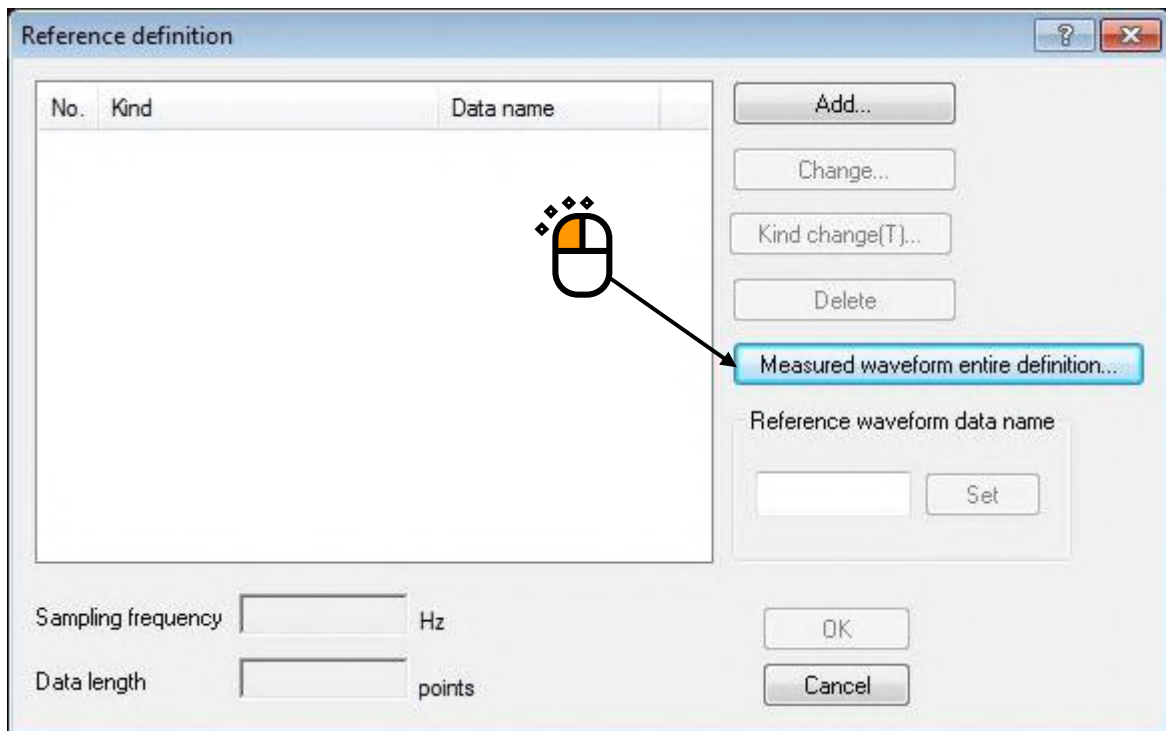 Reference definition
No. Kind Data name
Add...
Change...
Kind change(T)...
Delete
Measured waveform entire definition...
Reference waveform data name
Set
Sampling frequency Hz
OK
Data length points
Cancel